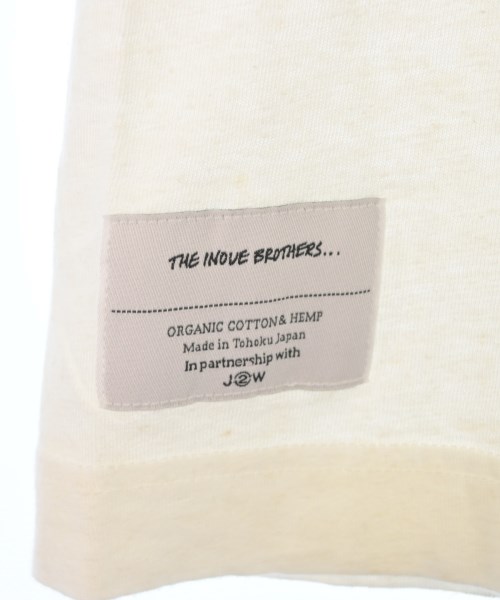 THE INOUE BROTHERS...
ORGANIC COTTON & HEMP
Made in Tohoku Japan
In partnership with
J②W